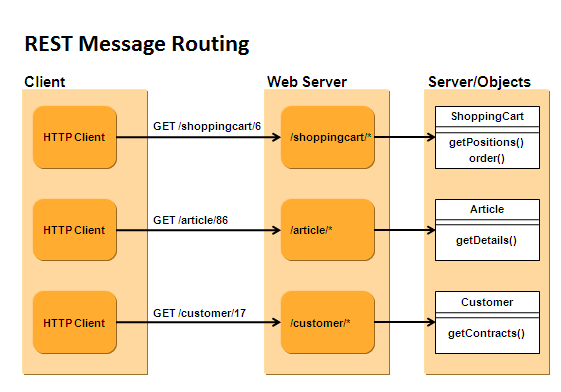 REST Message Routing
Client
Web Server
Server/Objects
HTTP Client
GET /shoppingcart/6
/shoppingcart/*
ShoppingCart
getPositions()
order()
HTTP Client
GET /article/86
/article/*
Article
getDetails()
HTTP Client
GET /customer/17
/customer/*
Customer
getContracts()